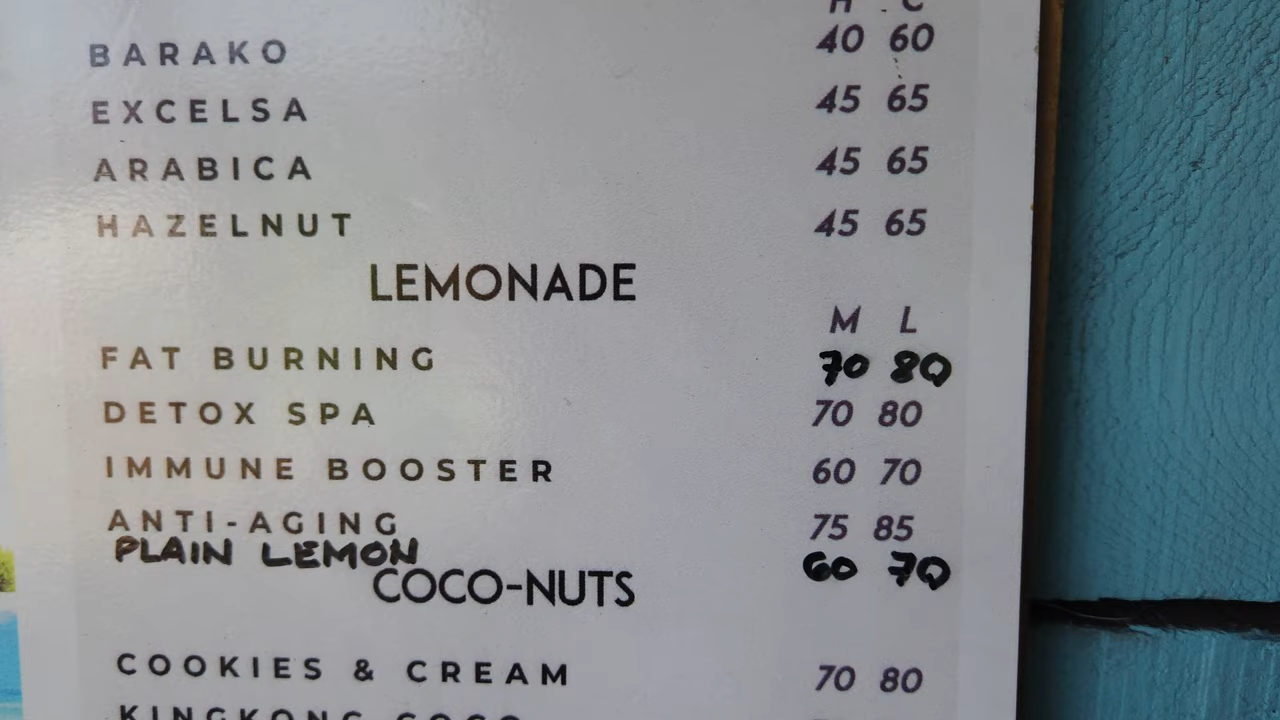 H C
BARAKO 40 60
EXCELSA 45 65
ARABICA 45 65
HAZELNUT 45 65
LEMONADE
M L
FAT BURNING 70 80
DETOX SPA 70 80
IMMUNE BOOSTER 60 70
ANTI-AGING 75 85
PLAIN LEMON 60 70
COCO-NUTS
COOKIES & CREAM 70 80
KINGKONG COCO